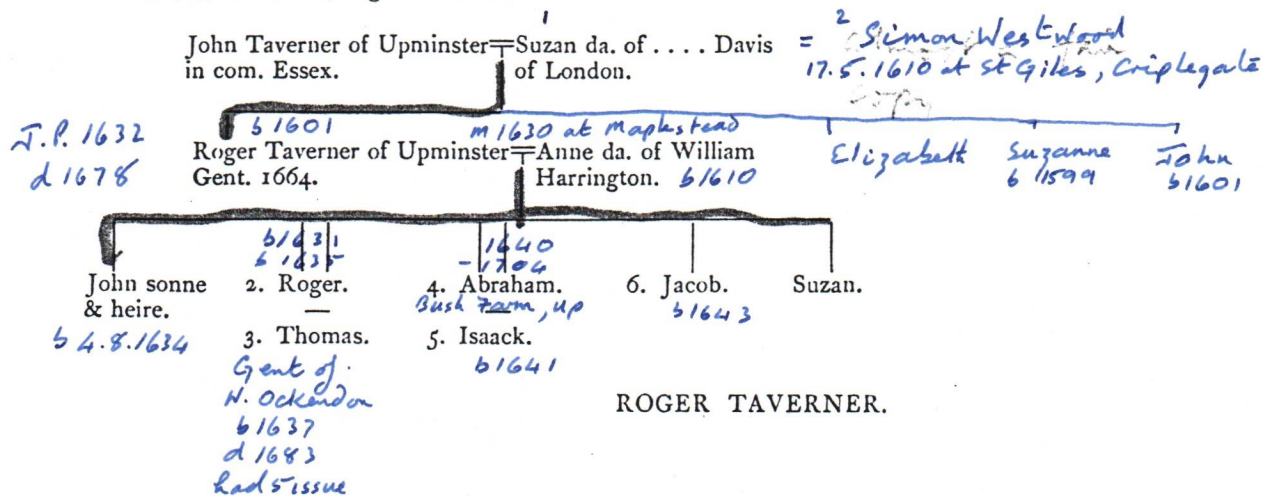 1
John Taverner of Upminster
in com. Essex.
Suzan da. of .... Davis
of London.
= 2 Simon Westwood
17.5.1610 at St Giles, Criplegate
J.P. 1632
d 1678
b 1601
Roger Taverner of Upminster
Gent. 1664.
m 1630 at Maplestead
Anne da. of William
Harrington. b 1610
Elizabeth
Suzanne
b 1599
John
b 1601
John sonne
& heire.
b 4.8.1634
b 1631
b 1635
2. Roger.
—
3. Thomas.
Gent of
N. Ockendon
b 1637
d 1683
had 5 issue
1640
- 1704
4. Abraham.
Bush Farm, Up
—
5. Isaack.
b 1641
6. Jacob.
b 1643
Suzan.
ROGER TAVERNER.